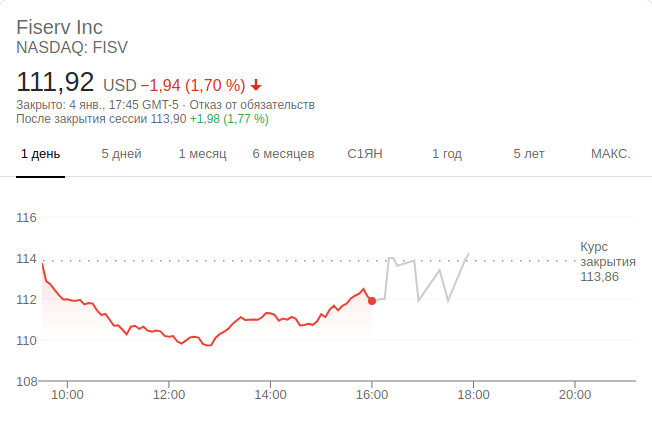 Fiserv Inc
NASDAQ: FISV
111,92 USD −1,94 (1,70 %)
Закрыто: 4 янв., 17:45 GMT-5 · Отказ от обязательств
После закрытия сессии 113,90 +1,98 (1,77 %)
1 день 5 дней 1 месяц 6 месяцев С1ЯН 1 год 5 лет МАКС.
116
114
112
110
108
Курс
закрытия
113,86
10:00 12:00 14:00 16:00 18:00 20:00